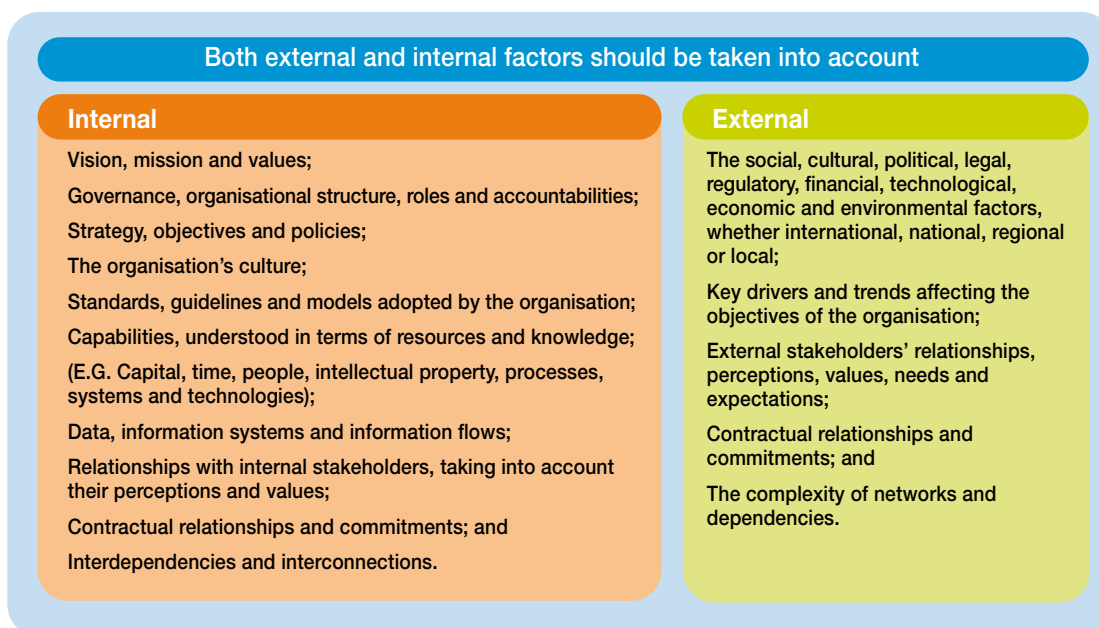 Both external and internal factors should be taken into account
Internal
Vision, mission and values;
Governance, organisational structure, roles and accountabilities;
Strategy, objectives and policies;
The organisation’s culture;
Standards, guidelines and models adopted by the organisation;
Capabilities, understood in terms of resources and knowledge;
(E.G. Capital, time, people, intellectual property, processes,
systems and technologies);
Data, information systems and information flows;
Relationships with internal stakeholders, taking into account
their perceptions and values;
Contractual relationships and commitments; and
Interdependencies and interconnections.
External
The social, cultural, political, legal,
regulatory, financial, technological,
economic and environmental factors,
whether international, national, regional
or local;
Key drivers and trends affecting the
objectives of the organisation;
External stakeholders’ relationships,
perceptions, values, needs and
expectations;
Contractual relationships and
commitments; and
The complexity of networks and
dependencies.